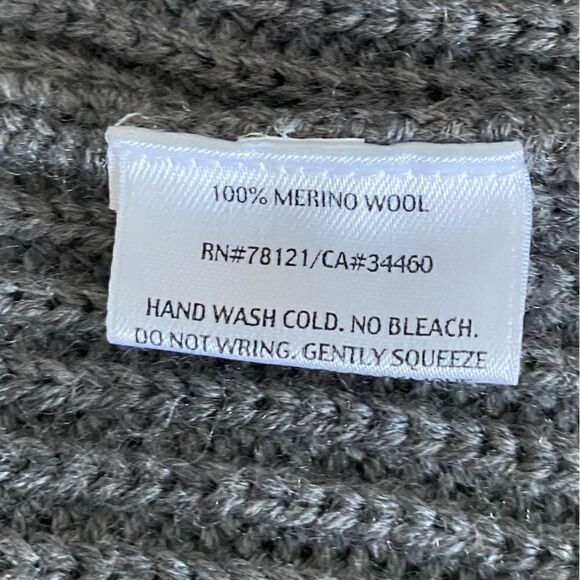 100% MERINO WOOL
RN#78121/CA#34460
HAND WASH COLD. NO BLEACH.
DO NOT WRING. GENTLY SQUEEZE